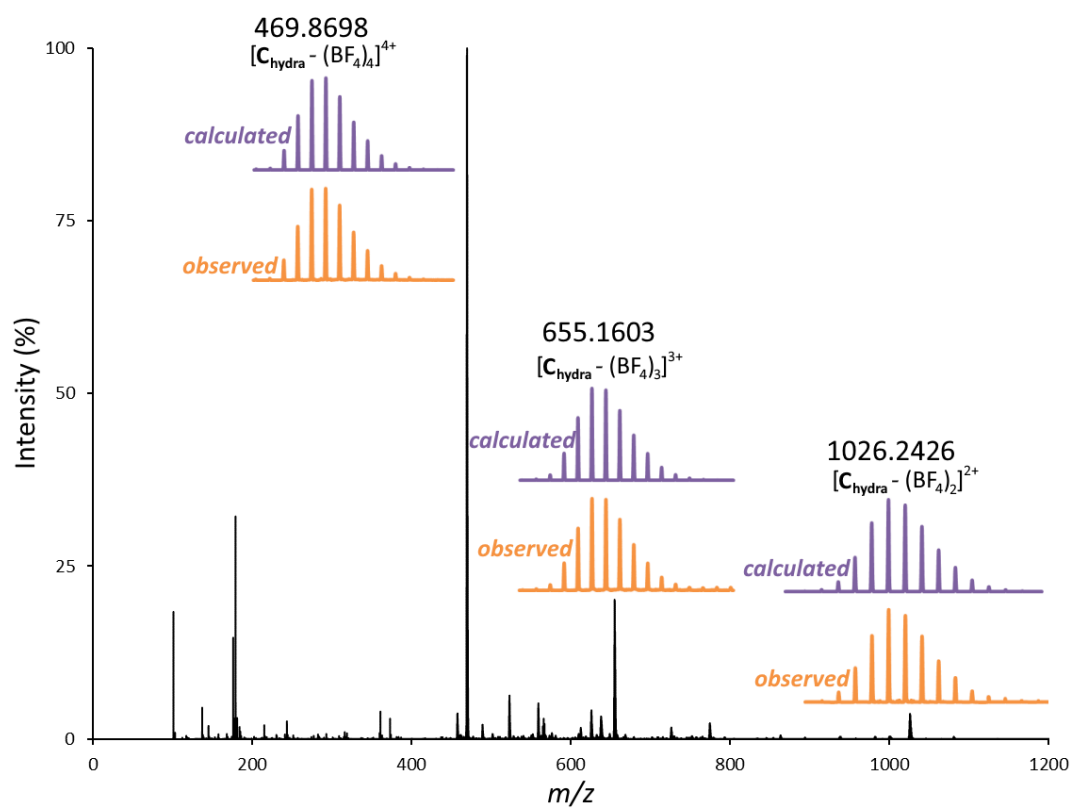 469.8698
[Chydra - (BF4)4]4+
100
calculated
75
observed
655.1603
[Chydra - (BF4)3]3+
50
calculated
1026.2426
[Chydra - (BF4)2]2+
observed
calculated
25
observed
0
0
200
400
600
800
1000
1200
m/z
Intensity (%)